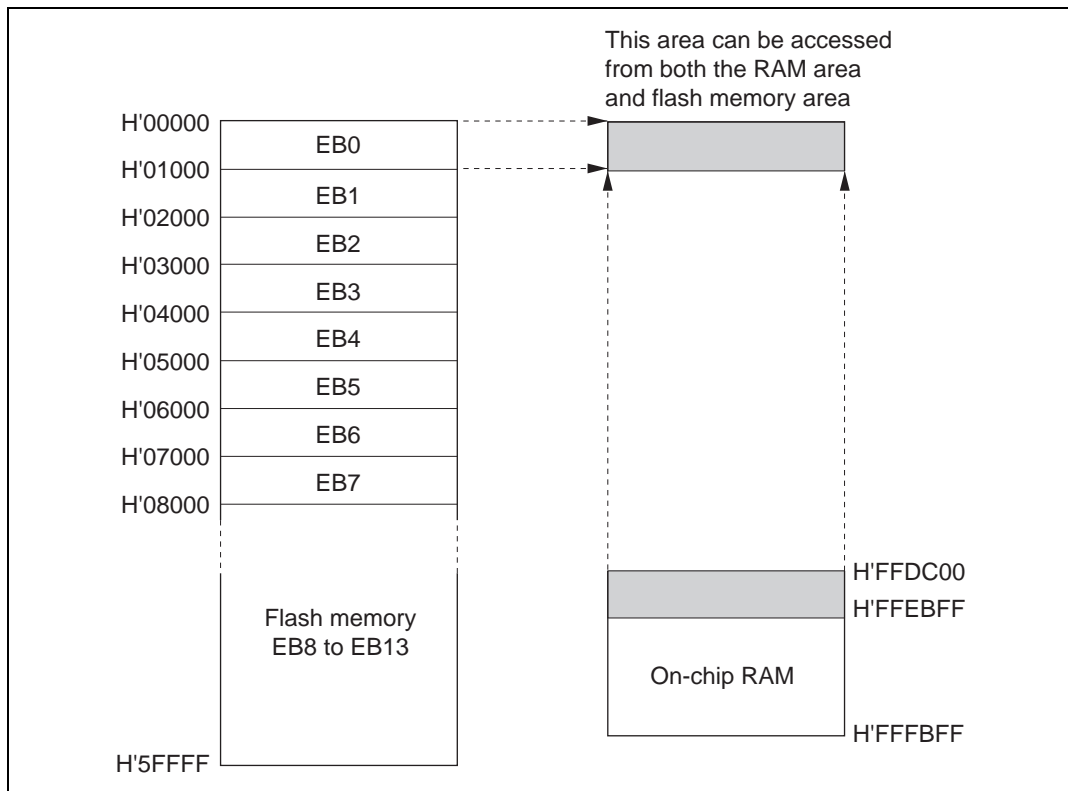 This area can be accessed
from both the RAM area
and flash memory area
H'00000
EB0
H'01000
EB1
H'02000
EB2
H'03000
EB3
H'04000
EB4
H'05000
EB5
H'06000
EB6
H'07000
EB7
H'08000
Flash memory
EB8 to EB13
H'5FFFF
H'FFDC00
H'FFEBFF
On-chip RAM
H'FFFBFF